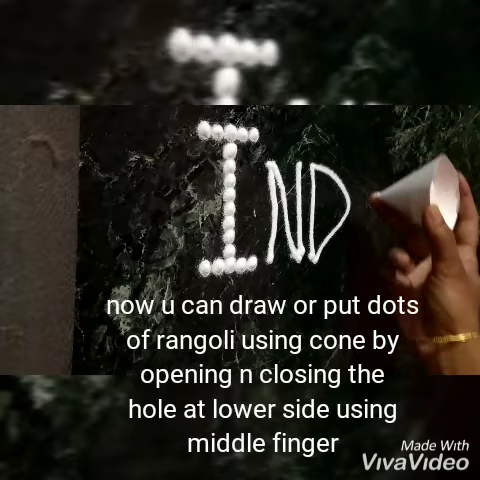 IND
now u can draw or put dots
of rangoli using cone by
opening n closing the
hole at lower side using
middle finger
Made With
VivaVideo